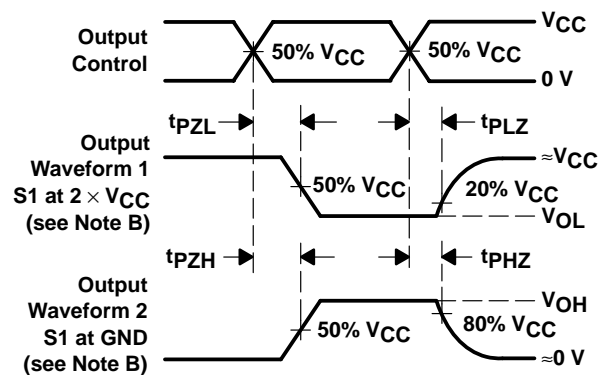 Output
Control
50% VCC
50% VCC
VCC
0 V
tPZL
tPLZ
Output
Waveform 1
S1 at 2 × VCC
(see Note B)
50% VCC
20% VCC
≈VCC
VOL
tPZH
tPHZ
Output
Waveform 2
S1 at GND
(see Note B)
50% VCC
80% VCC
VOH
≈0 V